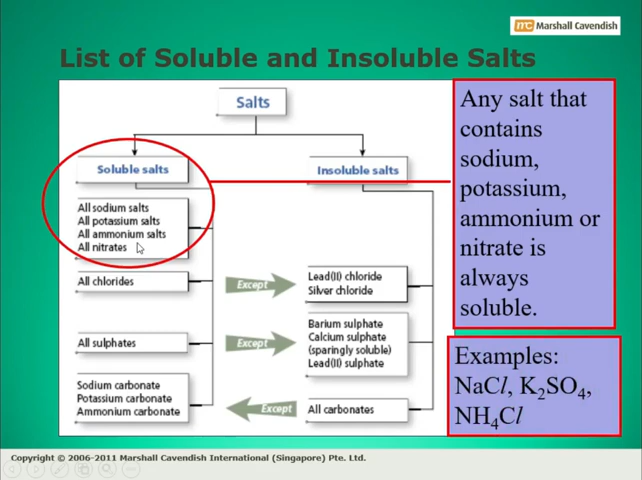 mc Marshall Cavendish
List of Soluble and Insoluble Salts
Salts
Soluble salts
Insoluble salts
All sodium salts
All potassium salts
All ammonium salts
All nitrates
All chlorides
Except
Lead(II) chloride
Silver chloride
All sulphates
Except
Barium sulphate
Calcium sulphate
(sparingly soluble)
Lead(II) sulphate
Sodium carbonate
Potassium carbonate
Ammonium carbonate
Except
All carbonates
Any salt that
contains
sodium,
potassium,
ammonium or
nitrate is
always
soluble.
Examples:
NaCl, K₂SO₄,
NH₄Cl
Copyright © 2006-2011 Marshall Cavendish International (Singapore) Pte. Ltd.